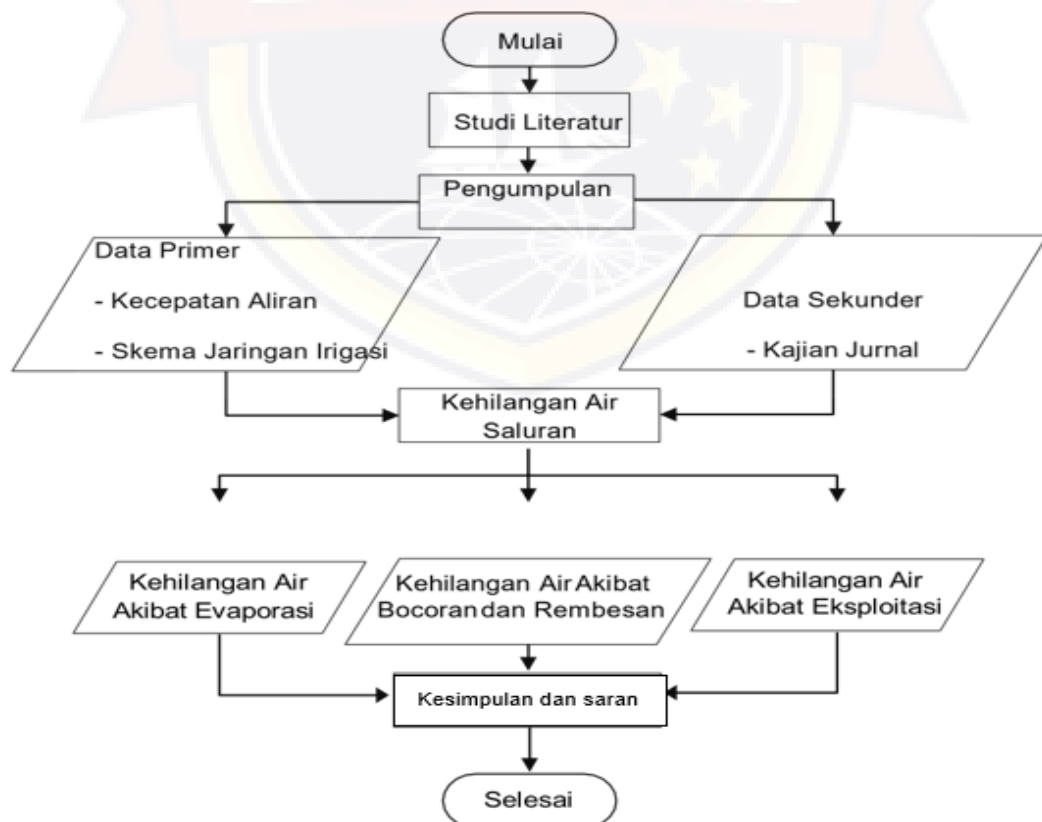 Mulai
Studi Literatur
Pengumpulan
Data Primer
- Kecepatan Aliran
- Skema Jaringan Irigasi
Data Sekunder
- Kajian Jurnal
Kehilangan Air
Saluran
Kehilangan Air
Akibat Evaporasi
Kehilangan Air Akibat
Bocoran dan Rembesan
Kehilangan Air
Akibat Eksploitasi
Kesimpulan dan saran
Selesai